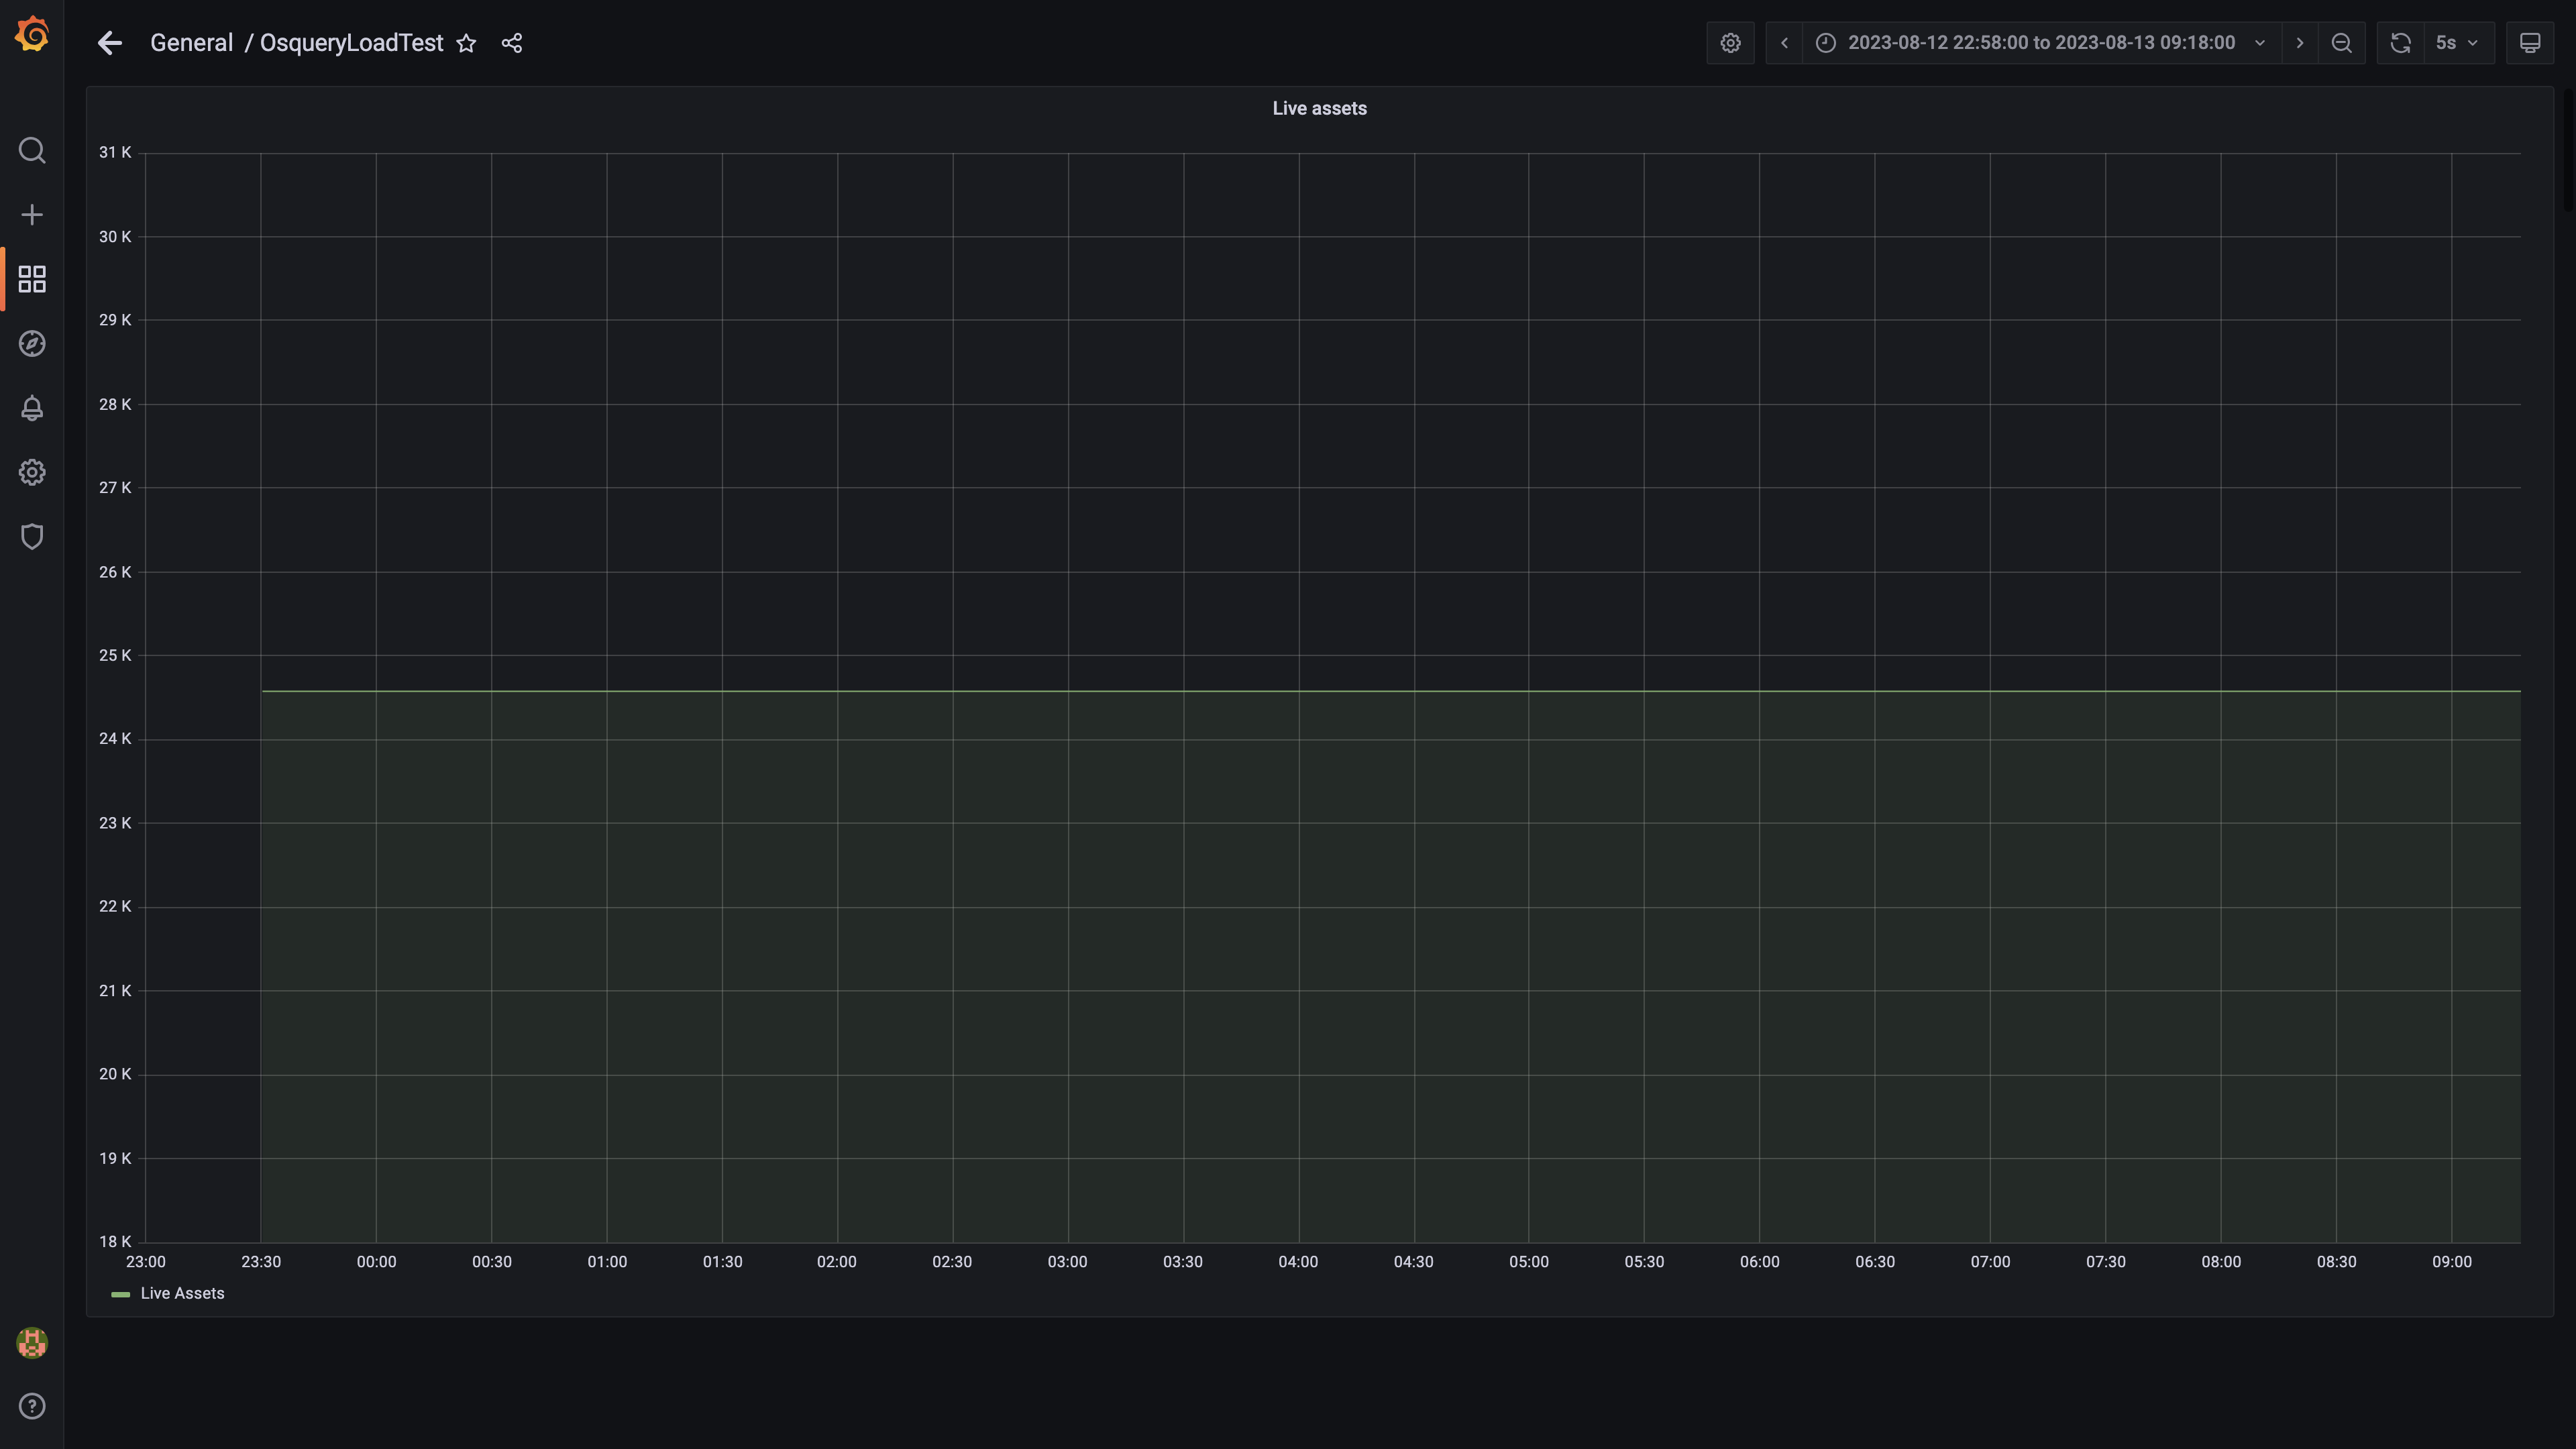 General / OsqueryLoadTest
2023-08-12 22:58:00 to 2023-08-13 09:18:00
5s
Live assets
31 K
30 K
29 K
28 K
27 K
26 K
25 K
24 K
23 K
22 K
21 K
20 K
19 K
18 K
23:00 23:30 00:00 00:30 01:00 01:30 02:00 02:30 03:00 03:30 04:00 04:30 05:00 05:30 06:00 06:30 07:00 07:30 08:00 08:30 09:00
Live Assets